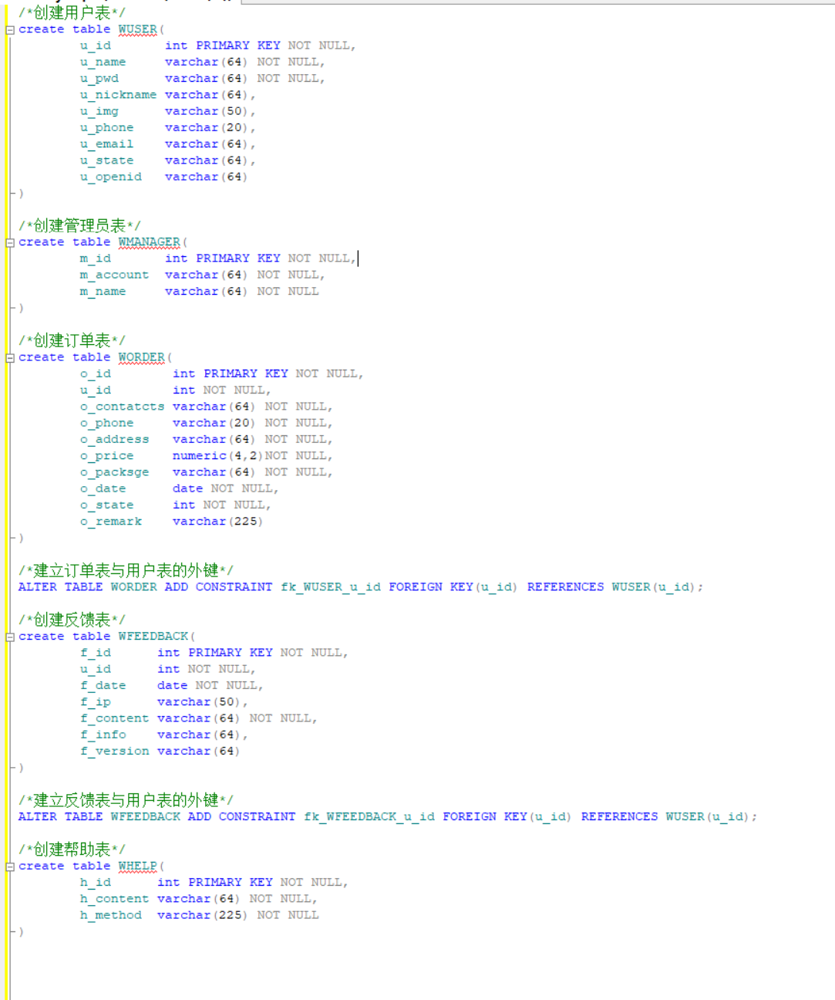 /*创建用户表*/
create table WUSER(
u_id int PRIMARY KEY NOT NULL,
u_name varchar(64) NOT NULL,
u_pwd varchar(64) NOT NULL,
u_nickname varchar(64),
u_img varchar(50),
u_phone varchar(20),
u_email varchar(64),
u_state varchar(64),
u_openid varchar(64)
)
/*创建管理员表*/
create table WMANAGER(
m_id int PRIMARY KEY NOT NULL,
m_account varchar(64) NOT NULL,
m_name varchar(64) NOT NULL
)
/*创建订单表*/
create table WORDER(
o_id int PRIMARY KEY NOT NULL,
u_id int NOT NULL,
o_contatcts varchar(64) NOT NULL,
o_phone varchar(20) NOT NULL,
o_address varchar(64) NOT NULL,
o_price numeric(4,2)NOT NULL,
o_packsge varchar(64) NOT NULL,
o_date date NOT NULL,
o_state int NOT NULL,
o_remark varchar(225)
)
/*建立订单表与用户表的外键*/
ALTER TABLE WORDER ADD CONSTRAINT fk_WUSER_u_id FOREIGN KEY(u_id) REFERENCES WUSER(u_id);
/*创建反馈表*/
create table WFEEDBACK(
f_id int PRIMARY KEY NOT NULL,
u_id int NOT NULL,
f_date date NOT NULL,
f_ip varchar(50),
f_content varchar(64) NOT NULL,
f_info varchar(64),
f_version varchar(64)
)
/*建立反馈表与用户表的外键*/
ALTER TABLE WFEEDBACK ADD CONSTRAINT fk_WFEEDBACK_u_id FOREIGN KEY(u_id) REFERENCES WUSER(u_id);
/*创建帮助表*/
create table WHELP(
h_id int PRIMARY KEY NOT NULL,
h_content varchar(64) NOT NULL,
h_method varchar(225) NOT NULL
)